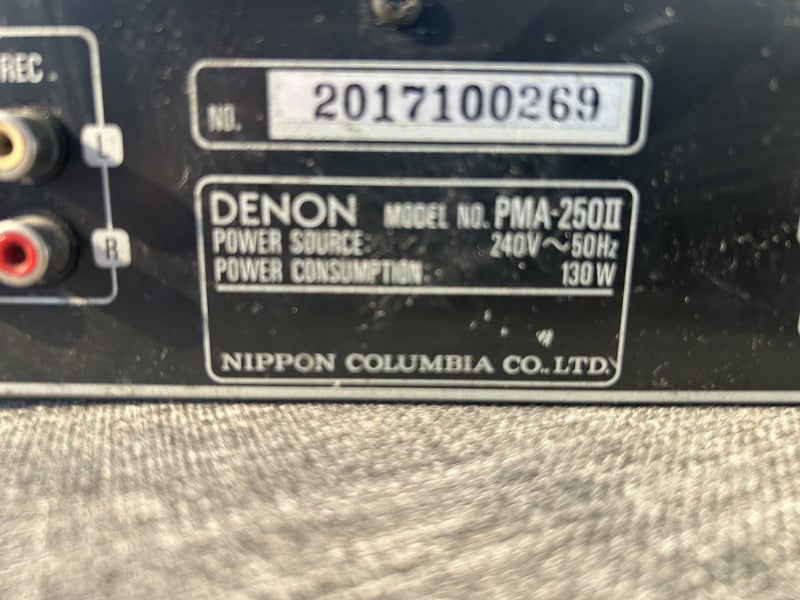 REC
L
R
NO. 2017100269
DENON MODEL NO. PMA-250II
POWER SOURCE: 240V～50Hz
POWER CONSUMPTION: 130W
NIPPON COLUMBIA CO., LTD.